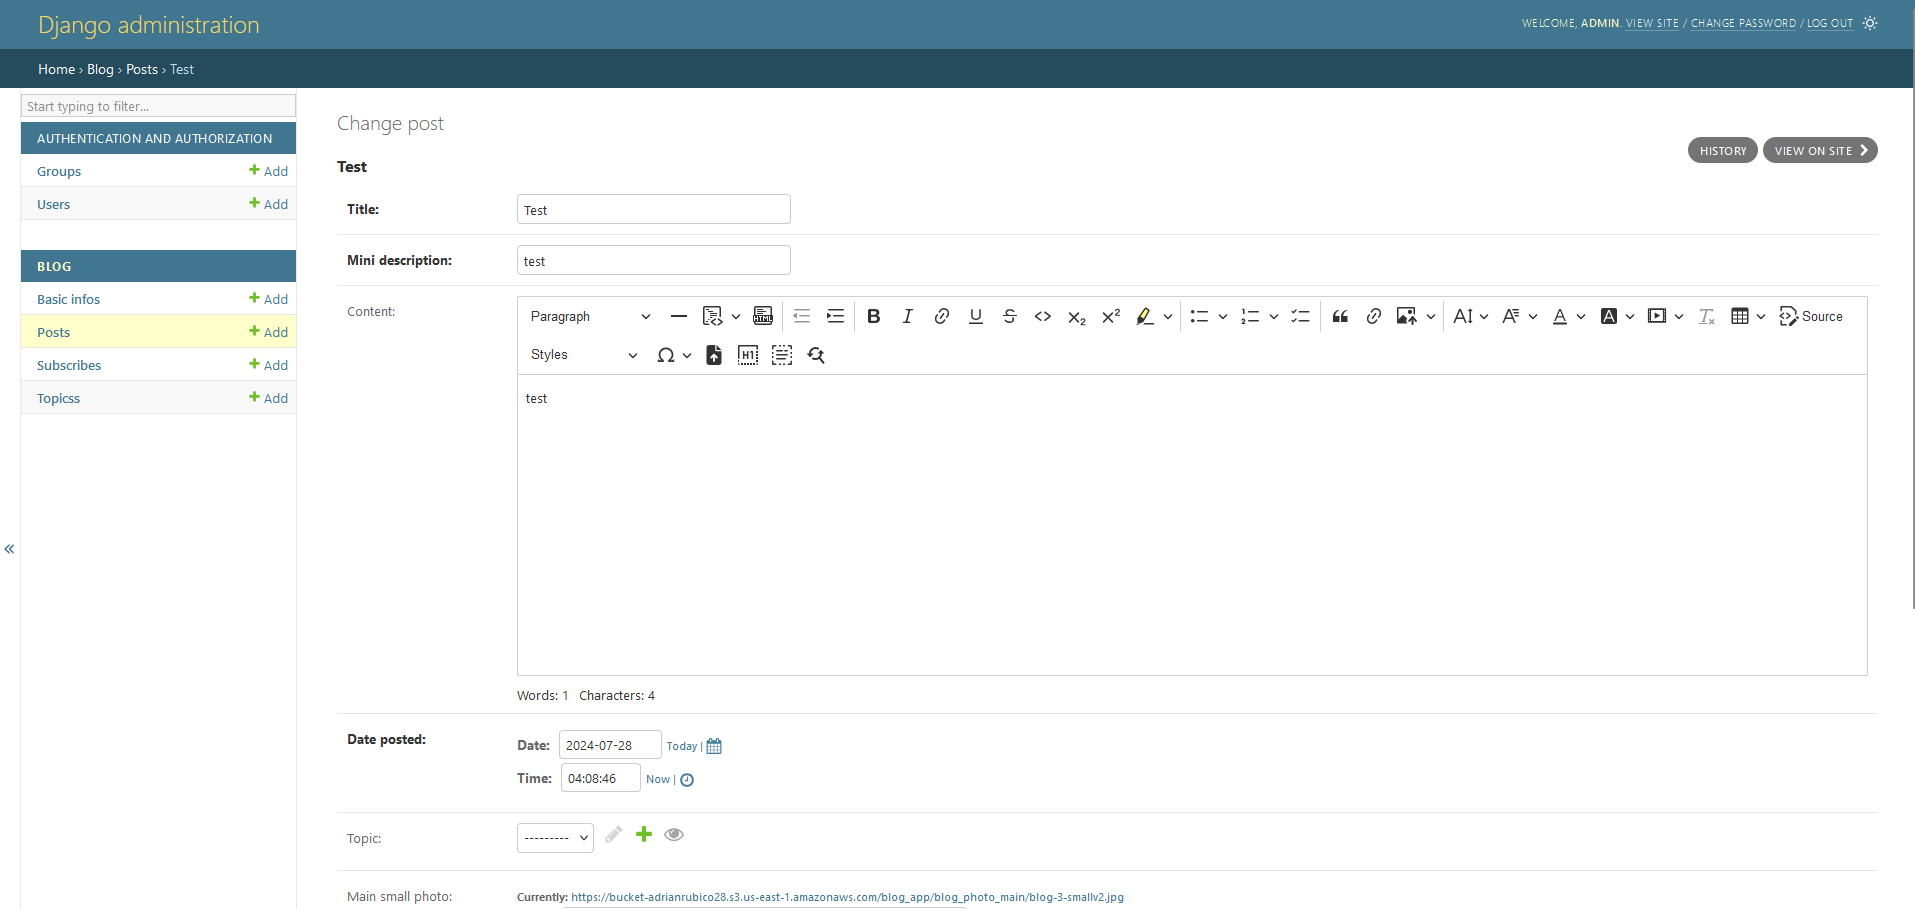 Django administration
WELCOME, ADMIN. VIEW SITE / CHANGE PASSWORD / LOG OUT
Home › Blog › Posts › Test
Start typing to filter...
AUTHENTICATION AND AUTHORIZATION
Groups Add
Users Add
BLOG
Basic infos Add
Posts Add
Subscribes Add
Topicss Add
«
Change post
HISTORY VIEW ON SITE
Test
Title: Test
Mini description: test
Content:
Paragraph HTML B I U S <> X2 X2 A A A Source
Styles Ω H1
test
Words: 1 Characters: 4
Date posted:
Date: 2024-07-28 Today |
Time: 04:08:46 Now |
Topic: ---------
Main small photo: Currently: https://bucket-adrianrubico28.s3.us-east-1.amazonaws.com/blog_app/blog_photo_main/blog-3-smallv2.jpg